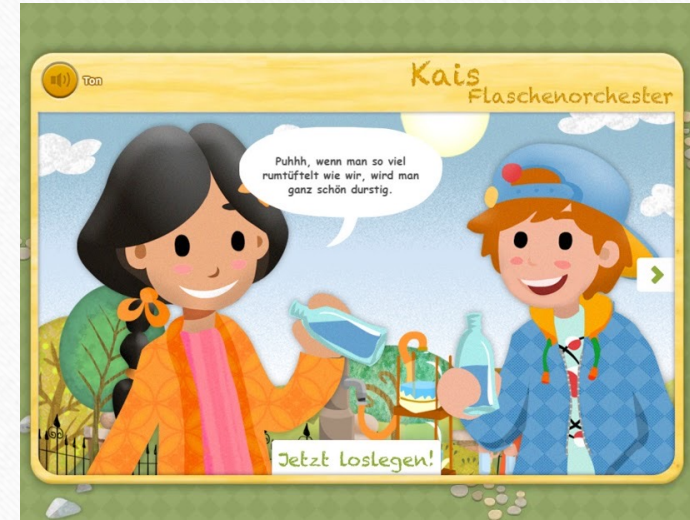 Ton
Kais
Flaschenorchester
Puhhh, wenn man so viel
rumtüftelt wie wir, wird man
ganz schön durstig.
Jetzt loslegen!